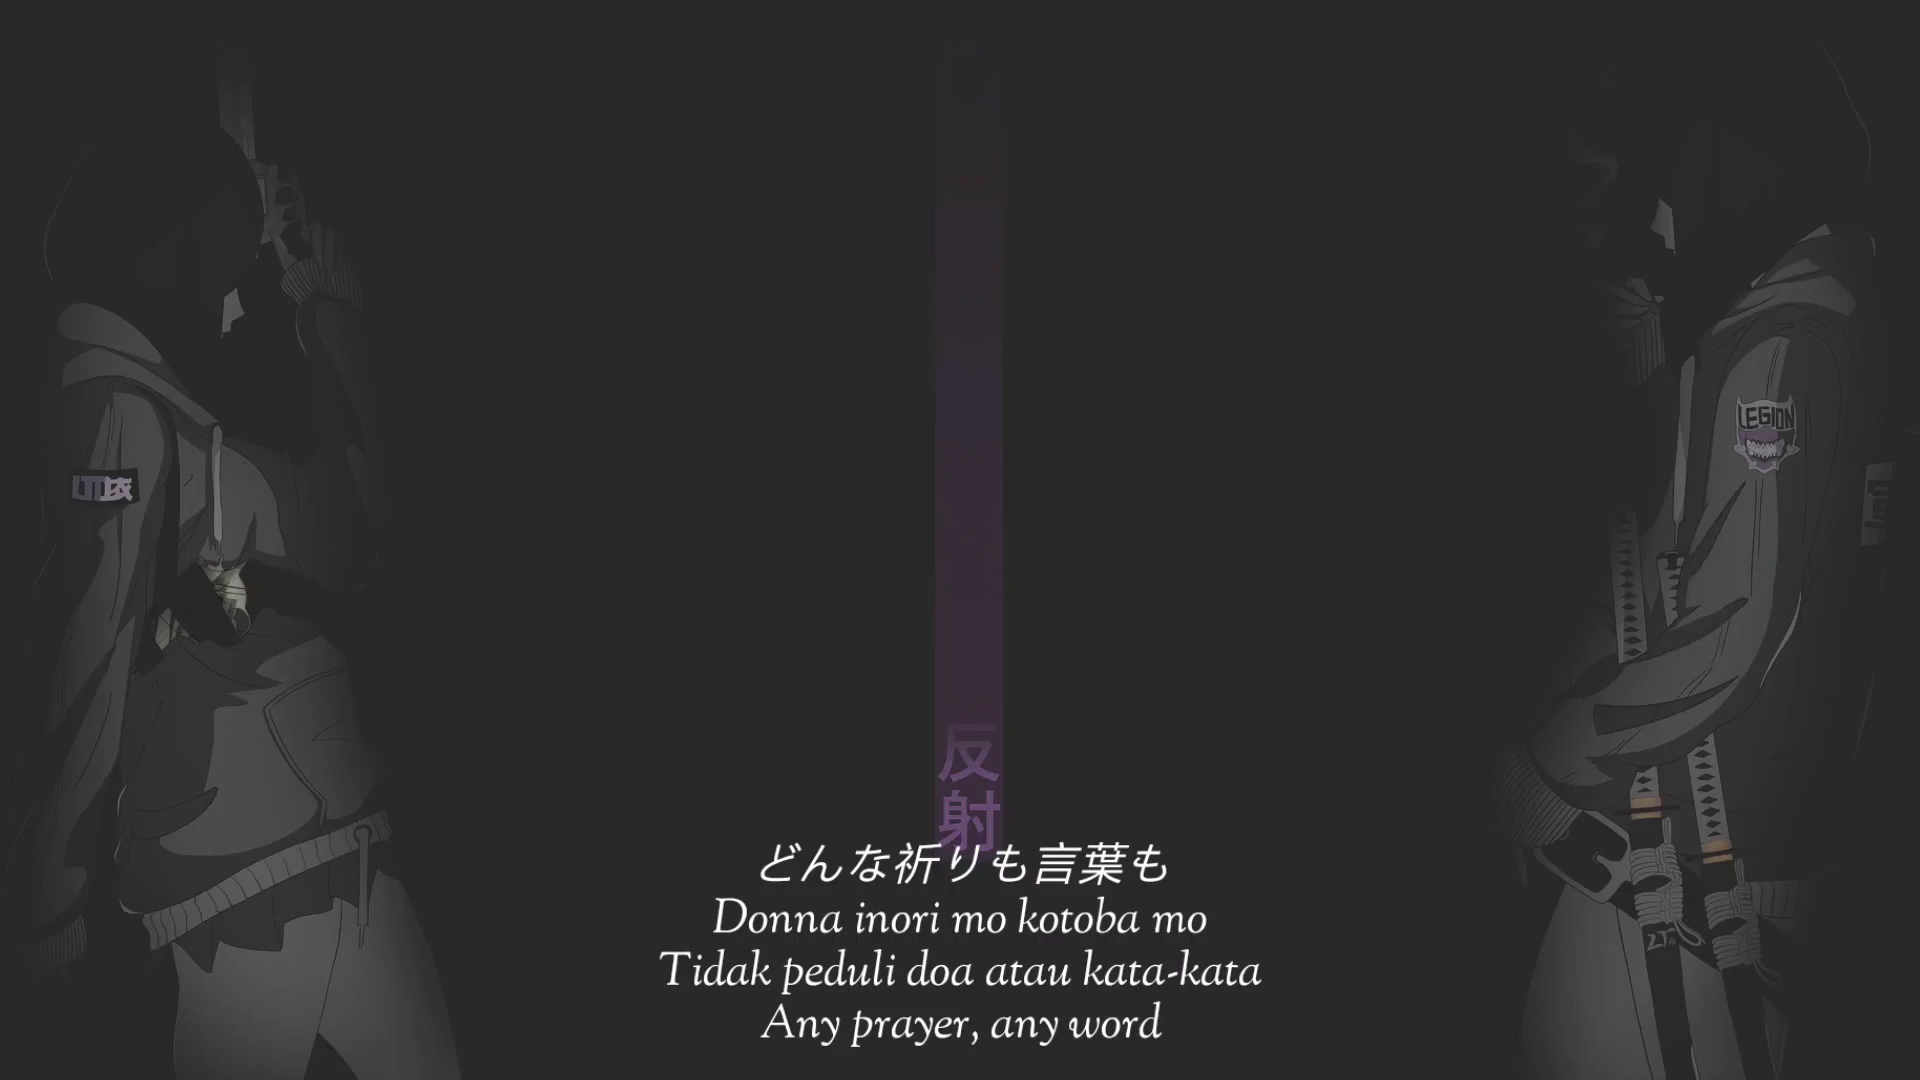 LEGION
反
射
どんな祈りも言葉も
Donna inori mo kotoba mo
Tidak peduli doa atau kata-kata
Any prayer, any word